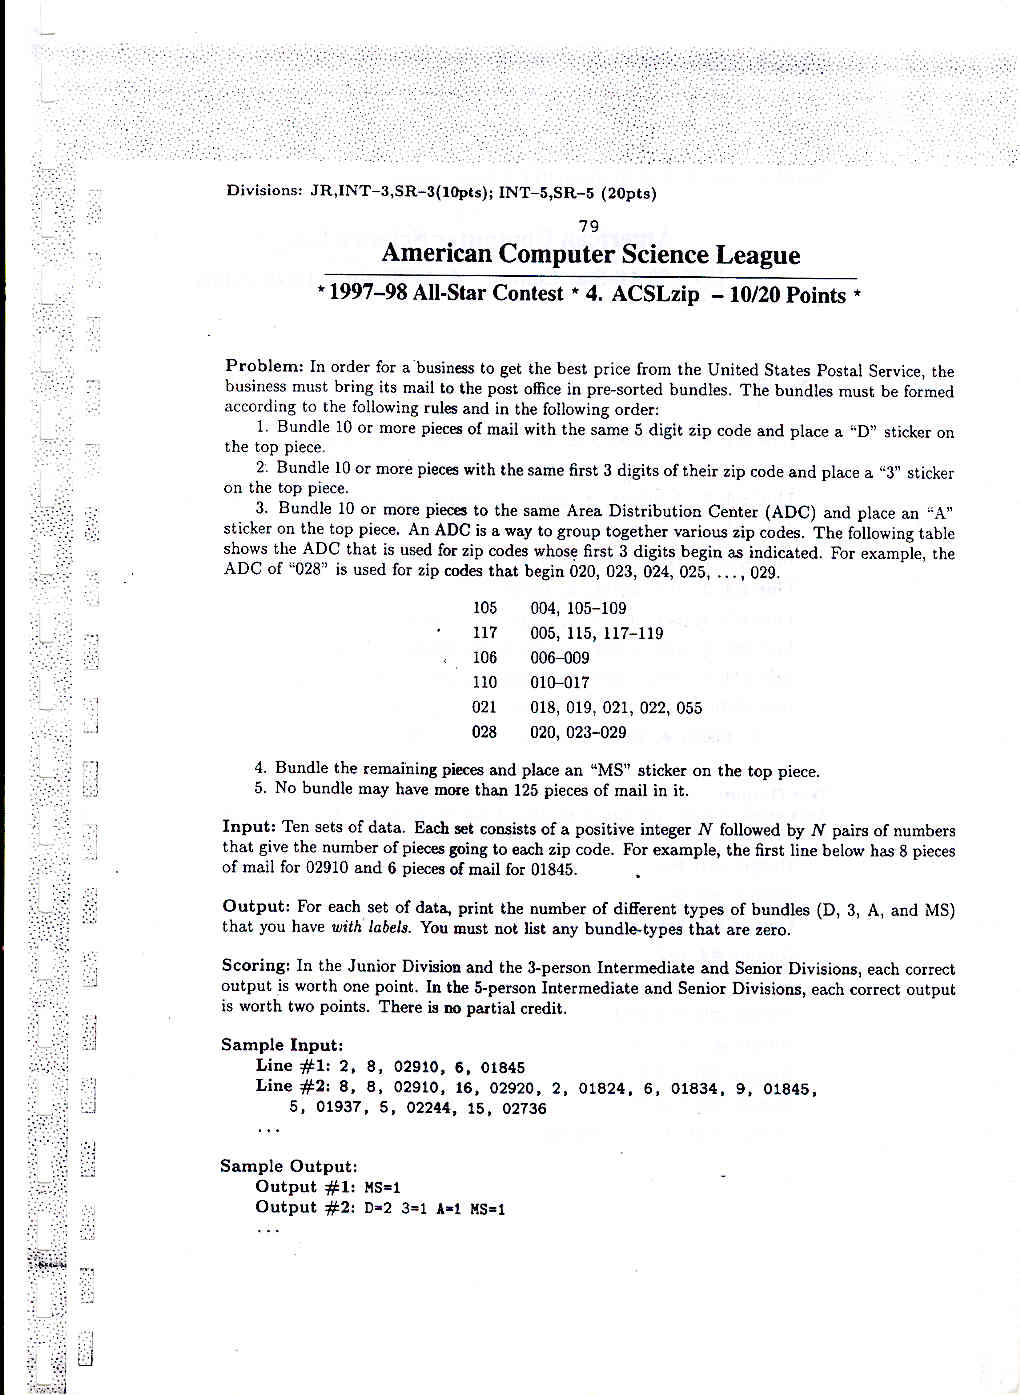 Divisions: JR,INT-3,SR-3(10pts); INT-5,SR-5 (20pts)
79
American Computer Science League
* 1997-98 All-Star Contest * 4. ACSLzip – 10/20 Points *
Problem: In order for a business to get the best price from the United States Postal Service, the
business must bring its mail to the post office in pre-sorted bundles. The bundles must be formed
according to the following rules and in the following order:
1. Bundle 10 or more pieces of mail with the same 5 digit zip code and place a “D” sticker on
the top piece.
2. Bundle 10 or more pieces with the same first 3 digits of their zip code and place a “3” sticker
on the top piece.
3. Bundle 10 or more pieces to the same Area Distribution Center (ADC) and place an “A”
sticker on the top piece. An ADC is a way to group together various zip codes. The following table
shows the ADC that is used for zip codes whose first 3 digits begin as indicated. For example, the
ADC of “028” is used for zip codes that begin 020, 023, 024, 025, ..., 029.
105 004, 105–109
117 005, 115, 117–119
106 006–009
110 010–017
021 018, 019, 021, 022, 055
028 020, 023–029
4. Bundle the remaining pieces and place an “MS” sticker on the top piece.
5. No bundle may have more than 125 pieces of mail in it.
Input: Ten sets of data. Each set consists of a positive integer N followed by N pairs of numbers
that give the number of pieces going to each zip code. For example, the first line below has 8 pieces
of mail for 02910 and 6 pieces of mail for 01845.
Output: For each set of data, print the number of different types of bundles (D, 3, A, and MS)
that you have with labels. You must not list any bundle-types that are zero.
Scoring: In the Junior Division and the 3-person Intermediate and Senior Divisions, each correct
output is worth one point. In the 5-person Intermediate and Senior Divisions, each correct output
is worth two points. There is no partial credit.
Sample Input:
Line #1: 2, 8, 02910, 6, 01845
Line #2: 8, 8, 02910, 16, 02920, 2, 01824, 6, 01834, 9, 01845,
5, 01937, 5, 02244, 15, 02736
...
Sample Output:
Output #1: MS=1
Output #2: D=2 3=1 A=1 MS=1
...